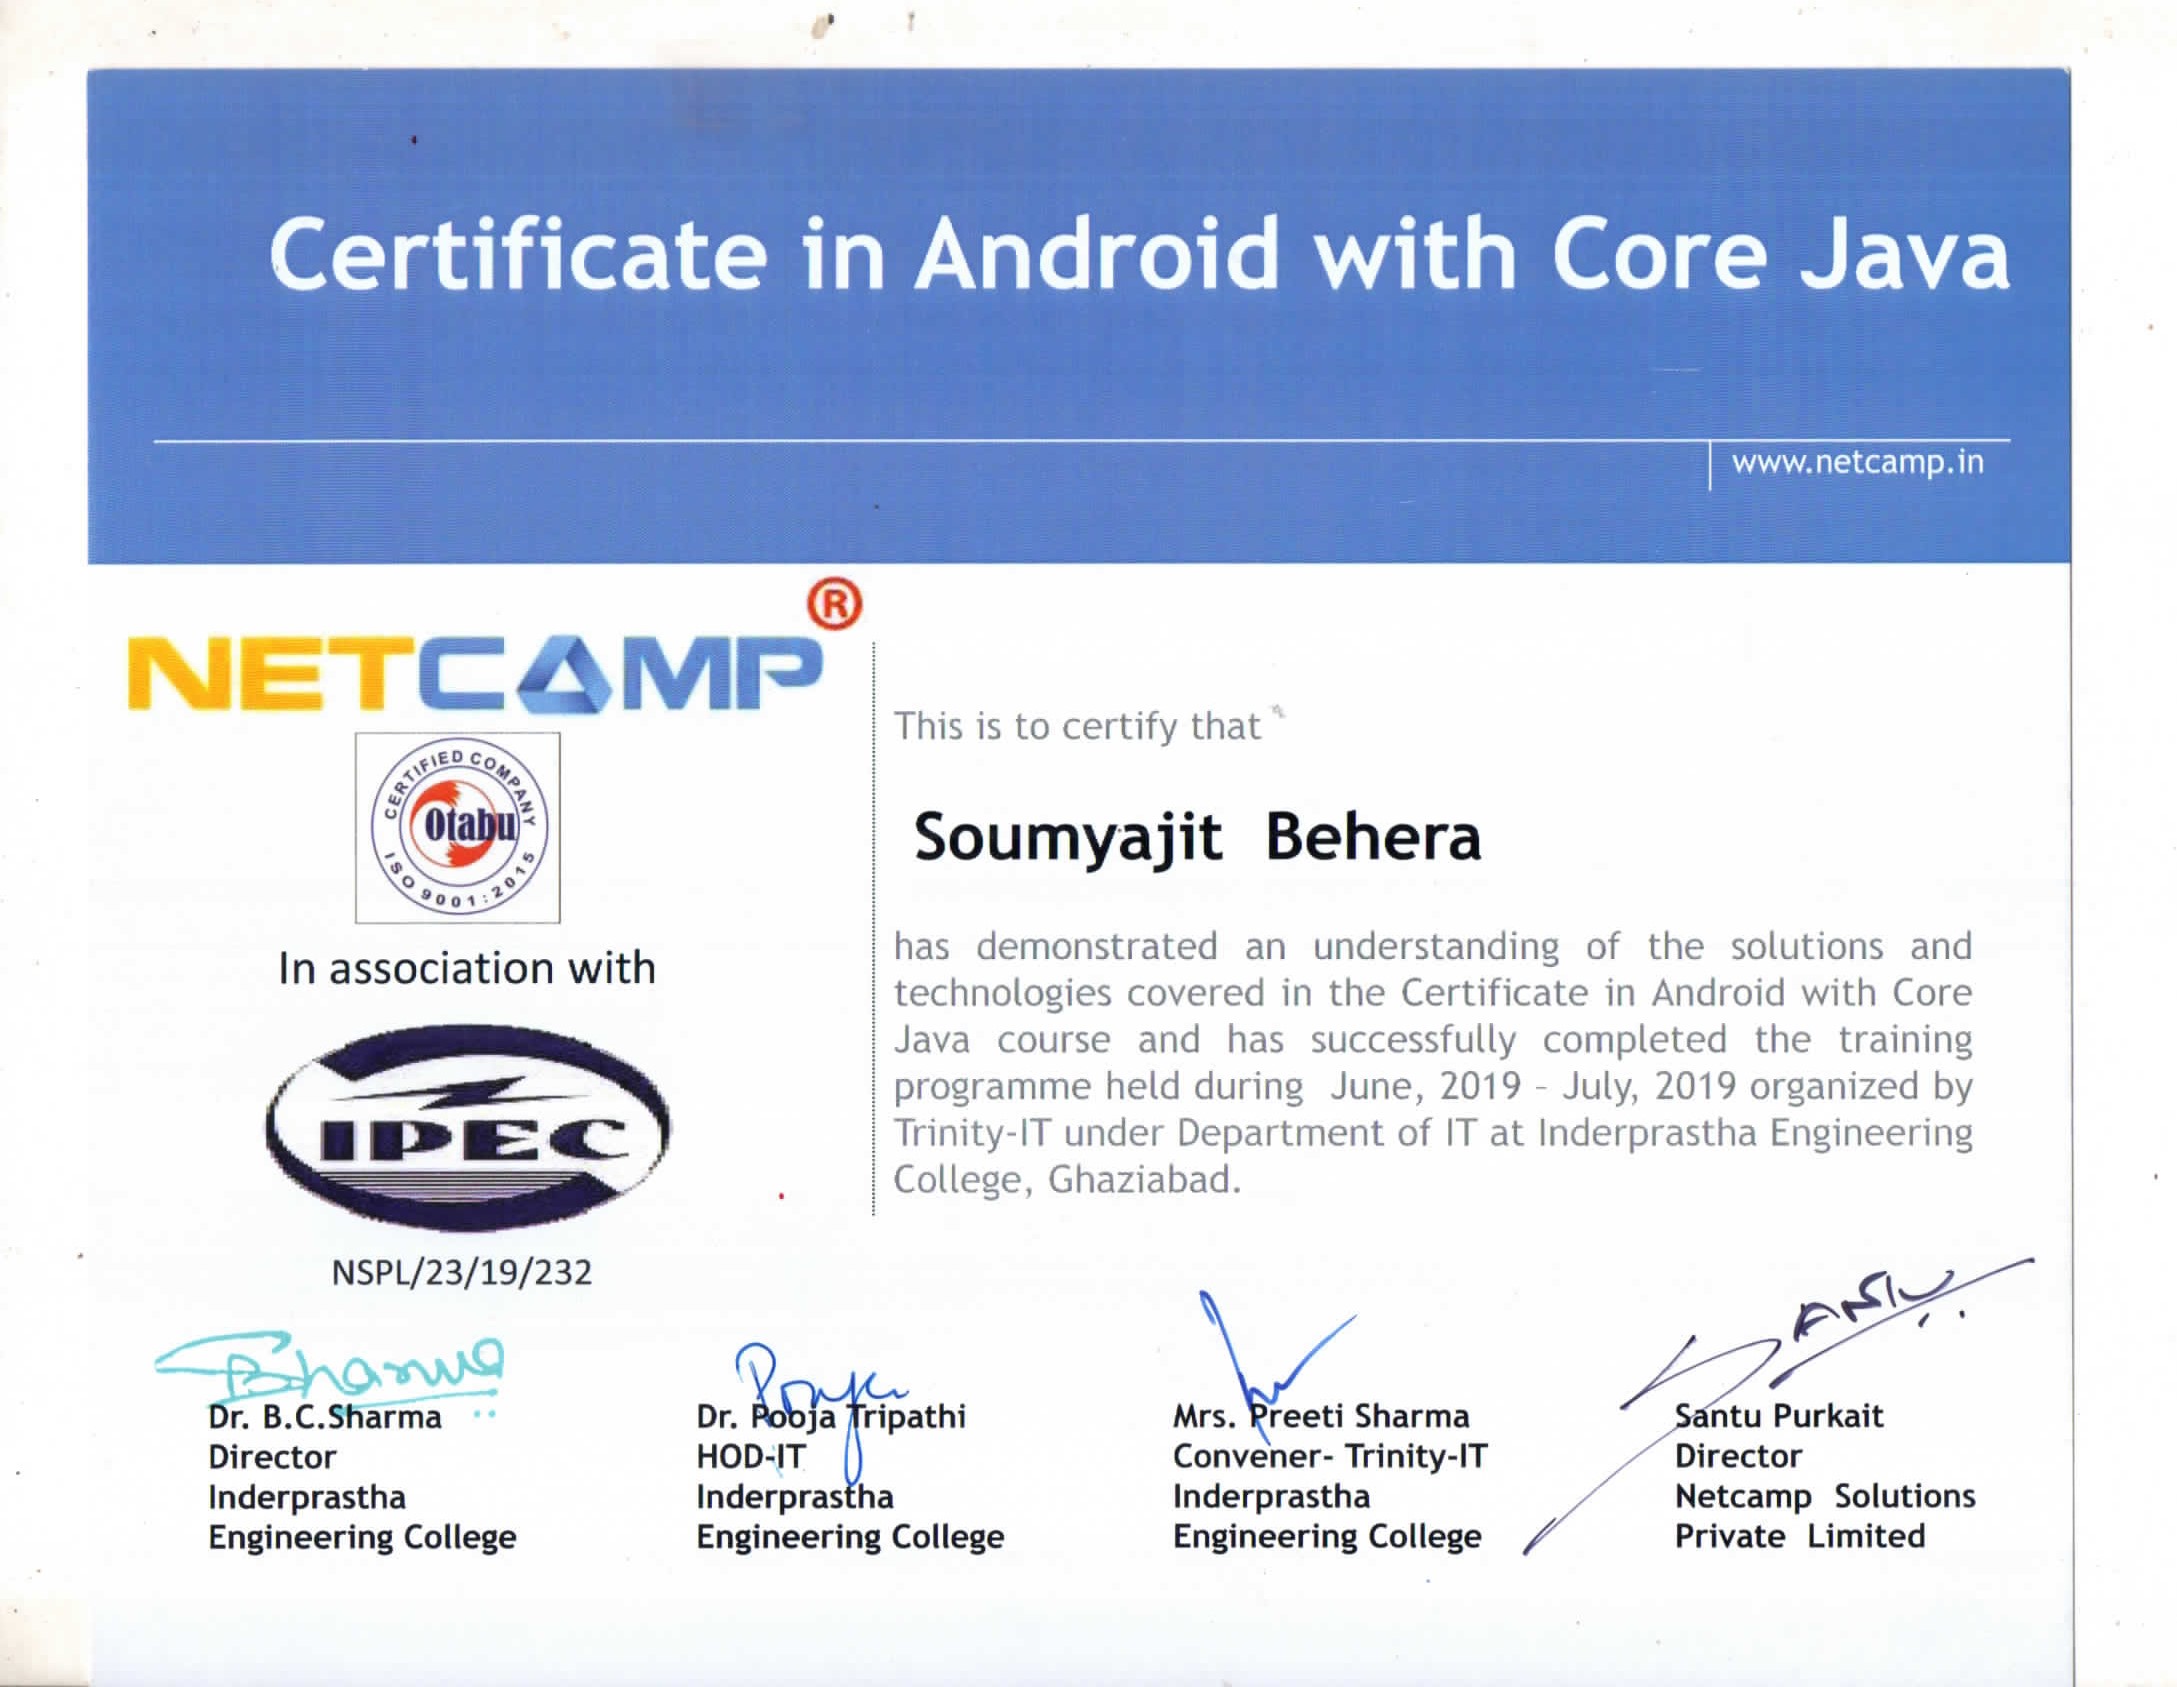 Certificate in Android with Core Java
www.netcamp.in
NETCAMP®
CERTIFIED COMPANY
Otabu
ISO 9001:2015
In association with
IPEC
NSPL/23/19/232
This is to certify that
Soumyajit Behera
has demonstrated an understanding of the solutions and
technologies covered in the Certificate in Android with Core
Java course and has successfully completed the training
programme held during June, 2019 - July, 2019 organized by
Trinity-IT under Department of IT at Inderprastha Engineering
College, Ghaziabad.
BSharma
Dr. B.C.Sharma
Director
Inderprastha
Engineering College
Pooja
Dr. Pooja Tripathi
HOD-IT
Inderprastha
Engineering College
Mrs. Preeti Sharma
Convener- Trinity-IT
Inderprastha
Engineering College
Santu Purkait
Director
Netcamp Solutions
Private Limited